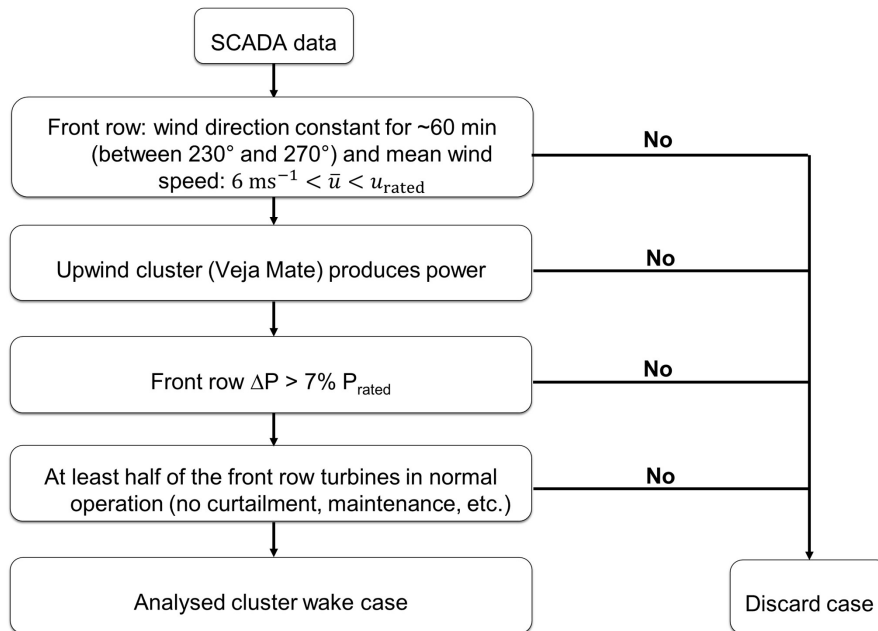 SCADA data
Front row: wind direction constant for ~60 min
(between 230° and 270°) and mean wind
speed: 6 ms⁻¹ < ū < u_rated
No
Upwind cluster (Veja Mate) produces power
No
Front row ΔP > 7% P_rated
No
At least half of the front row turbines in normal
operation (no curtailment, maintenance, etc.)
No
Analysed cluster wake case
Discard case